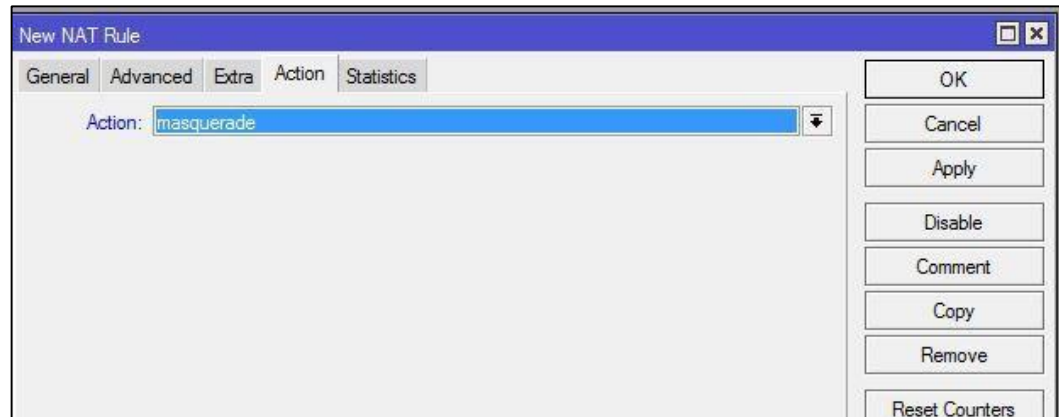 New NAT Rule
General Advanced Extra Action Statistics
Action: masquerade
OK
Cancel
Apply
Disable
Comment
Copy
Remove
Reset Counters